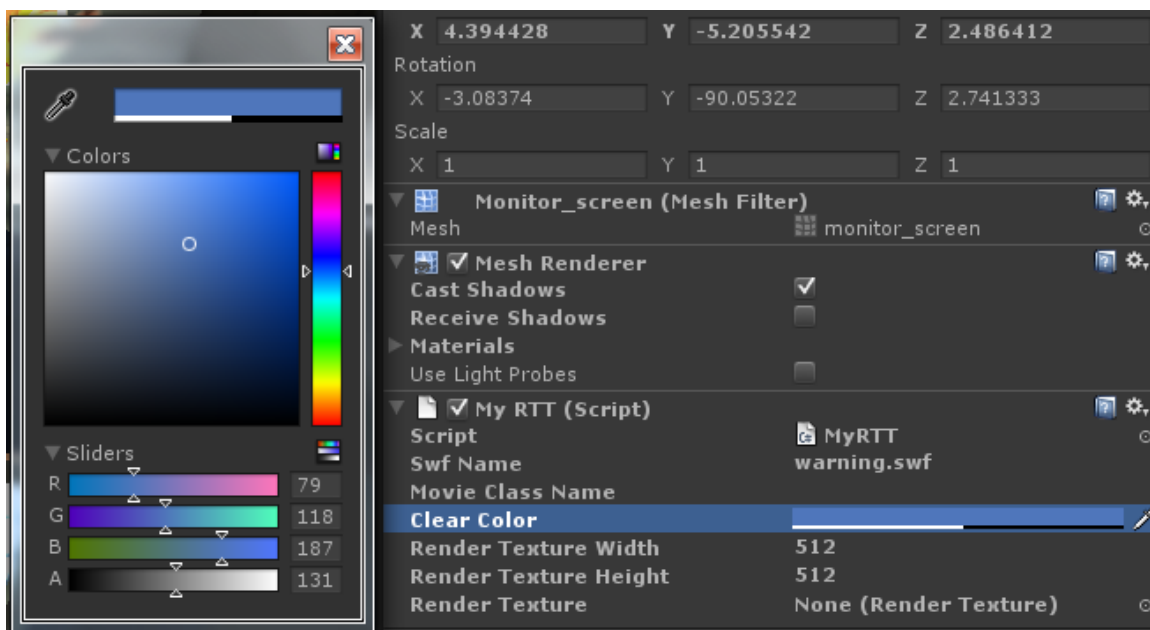 Colors
Sliders
R 79
G 118
B 187
A 131
X 4.394428 Y -5.205542 Z 2.486412
Rotation
X -3.08374 Y -90.05322 Z 2.741333
Scale
X 1 Y 1 Z 1
Monitor_screen (Mesh Filter)
Mesh monitor_screen
Mesh Renderer
Cast Shadows
Receive Shadows
Materials
Use Light Probes
My RTT (Script)
Script MyRTT
Swf Name warning.swf
Movie Class Name
Clear Color
Render Texture Width 512
Render Texture Height 512
Render Texture None (Render Texture)